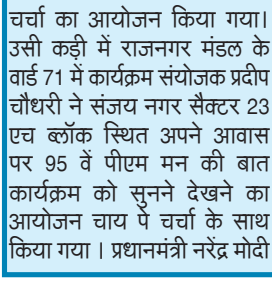 चर्चा का आयोजन किया गया।
उसी कड़ी में राजनगर मंडल के
वार्ड 71 में कार्यक्रम संयोजक प्रदीप
चौधरी ने संजय नगर सैक्टर 23
एच ब्लॉक स्थित अपने आवास
पर 95 वें पीएम मन की बात
कार्यक्रम को सुनने देखने का
आयोजन चाय पे चर्चा के साथ
किया गया । प्रधानमंत्री नरेंद्र मोदी